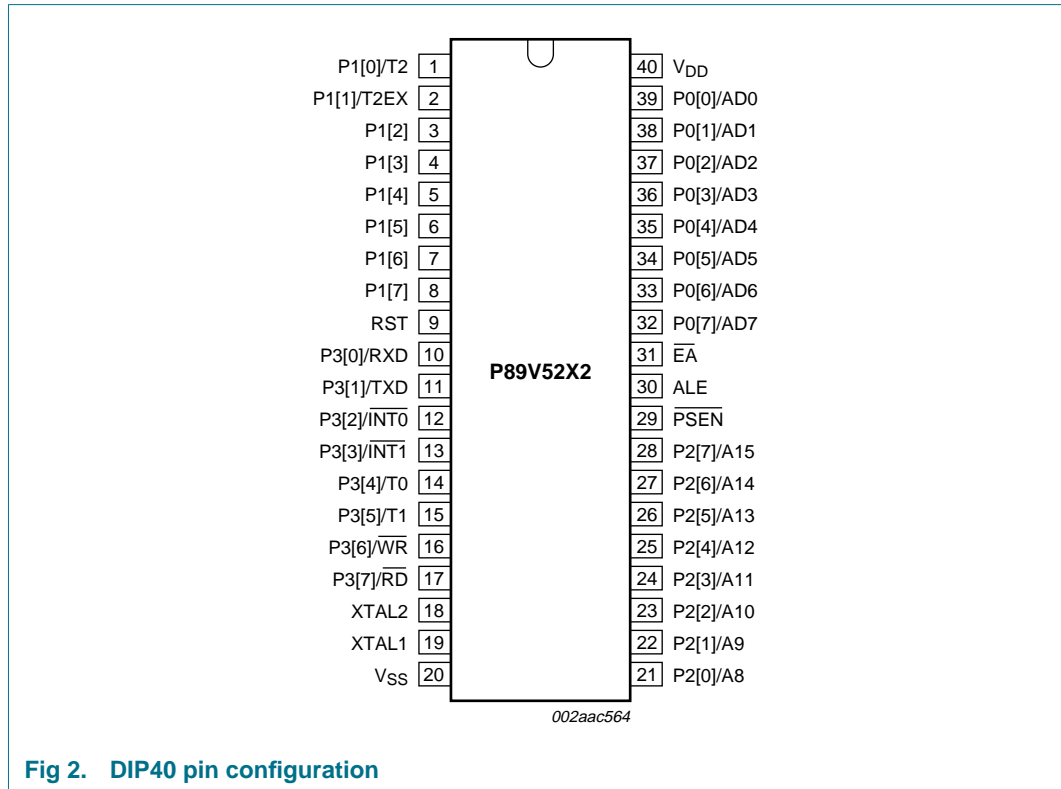 P1[0]/T2 1 40 VDD
P1[1]/T2EX 2 39 P0[0]/AD0
P1[2] 3 38 P0[1]/AD1
P1[3] 4 37 P0[2]/AD2
P1[4] 5 36 P0[3]/AD3
P1[5] 6 35 P0[4]/AD4
P1[6] 7 34 P0[5]/AD5
P1[7] 8 33 P0[6]/AD6
RST 9 32 P0[7]/AD7
P3[0]/RXD 10 31 E̅A̅
P89V52X2
P3[1]/TXD 11 30 ALE
P3[2]/I̅N̅T̅0̅ 12 29 P̅S̅E̅N̅
P3[3]/I̅N̅T̅1̅ 13 28 P2[7]/A15
P3[4]/T0 14 27 P2[6]/A14
P3[5]/T1 15 26 P2[5]/A13
P3[6]/W̅R̅ 16 25 P2[4]/A12
P3[7]/R̅D̅ 17 24 P2[3]/A11
XTAL2 18 23 P2[2]/A10
XTAL1 19 22 P2[1]/A9
VSS 20 21 P2[0]/A8
002aac564
Fig 2. DIP40 pin configuration